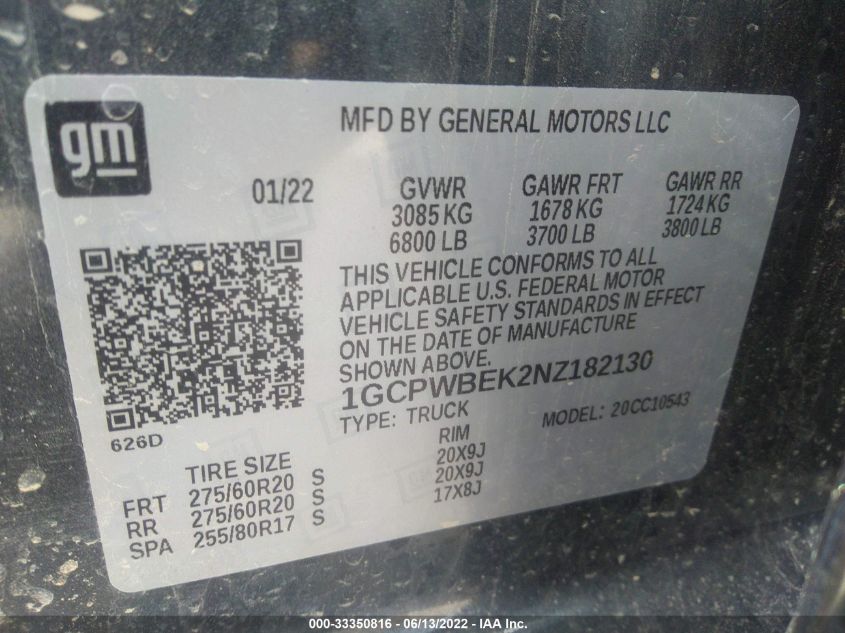 gm
MFD BY GENERAL MOTORS LLC
01/22
GVWR GAWR FRT GAWR RR
3085 KG 1678 KG 1724 KG
6800 LB 3700 LB 3800 LB
THIS VEHICLE CONFORMS TO ALL
APPLICABLE U.S. FEDERAL MOTOR
VEHICLE SAFETY STANDARDS IN EFFECT
ON THE DATE OF MANUFACTURE
SHOWN ABOVE.
1GCPWBEK2NZ182130
TYPE: TRUCK MODEL: 20CC10543
626D
TIRE SIZE RIM
FRT 275/60R20 S 20X9J
RR 275/60R20 S 20X9J
SPA 255/80R17 S 17X8J
000-33350816 - 06/13/2022 - IAA Inc.